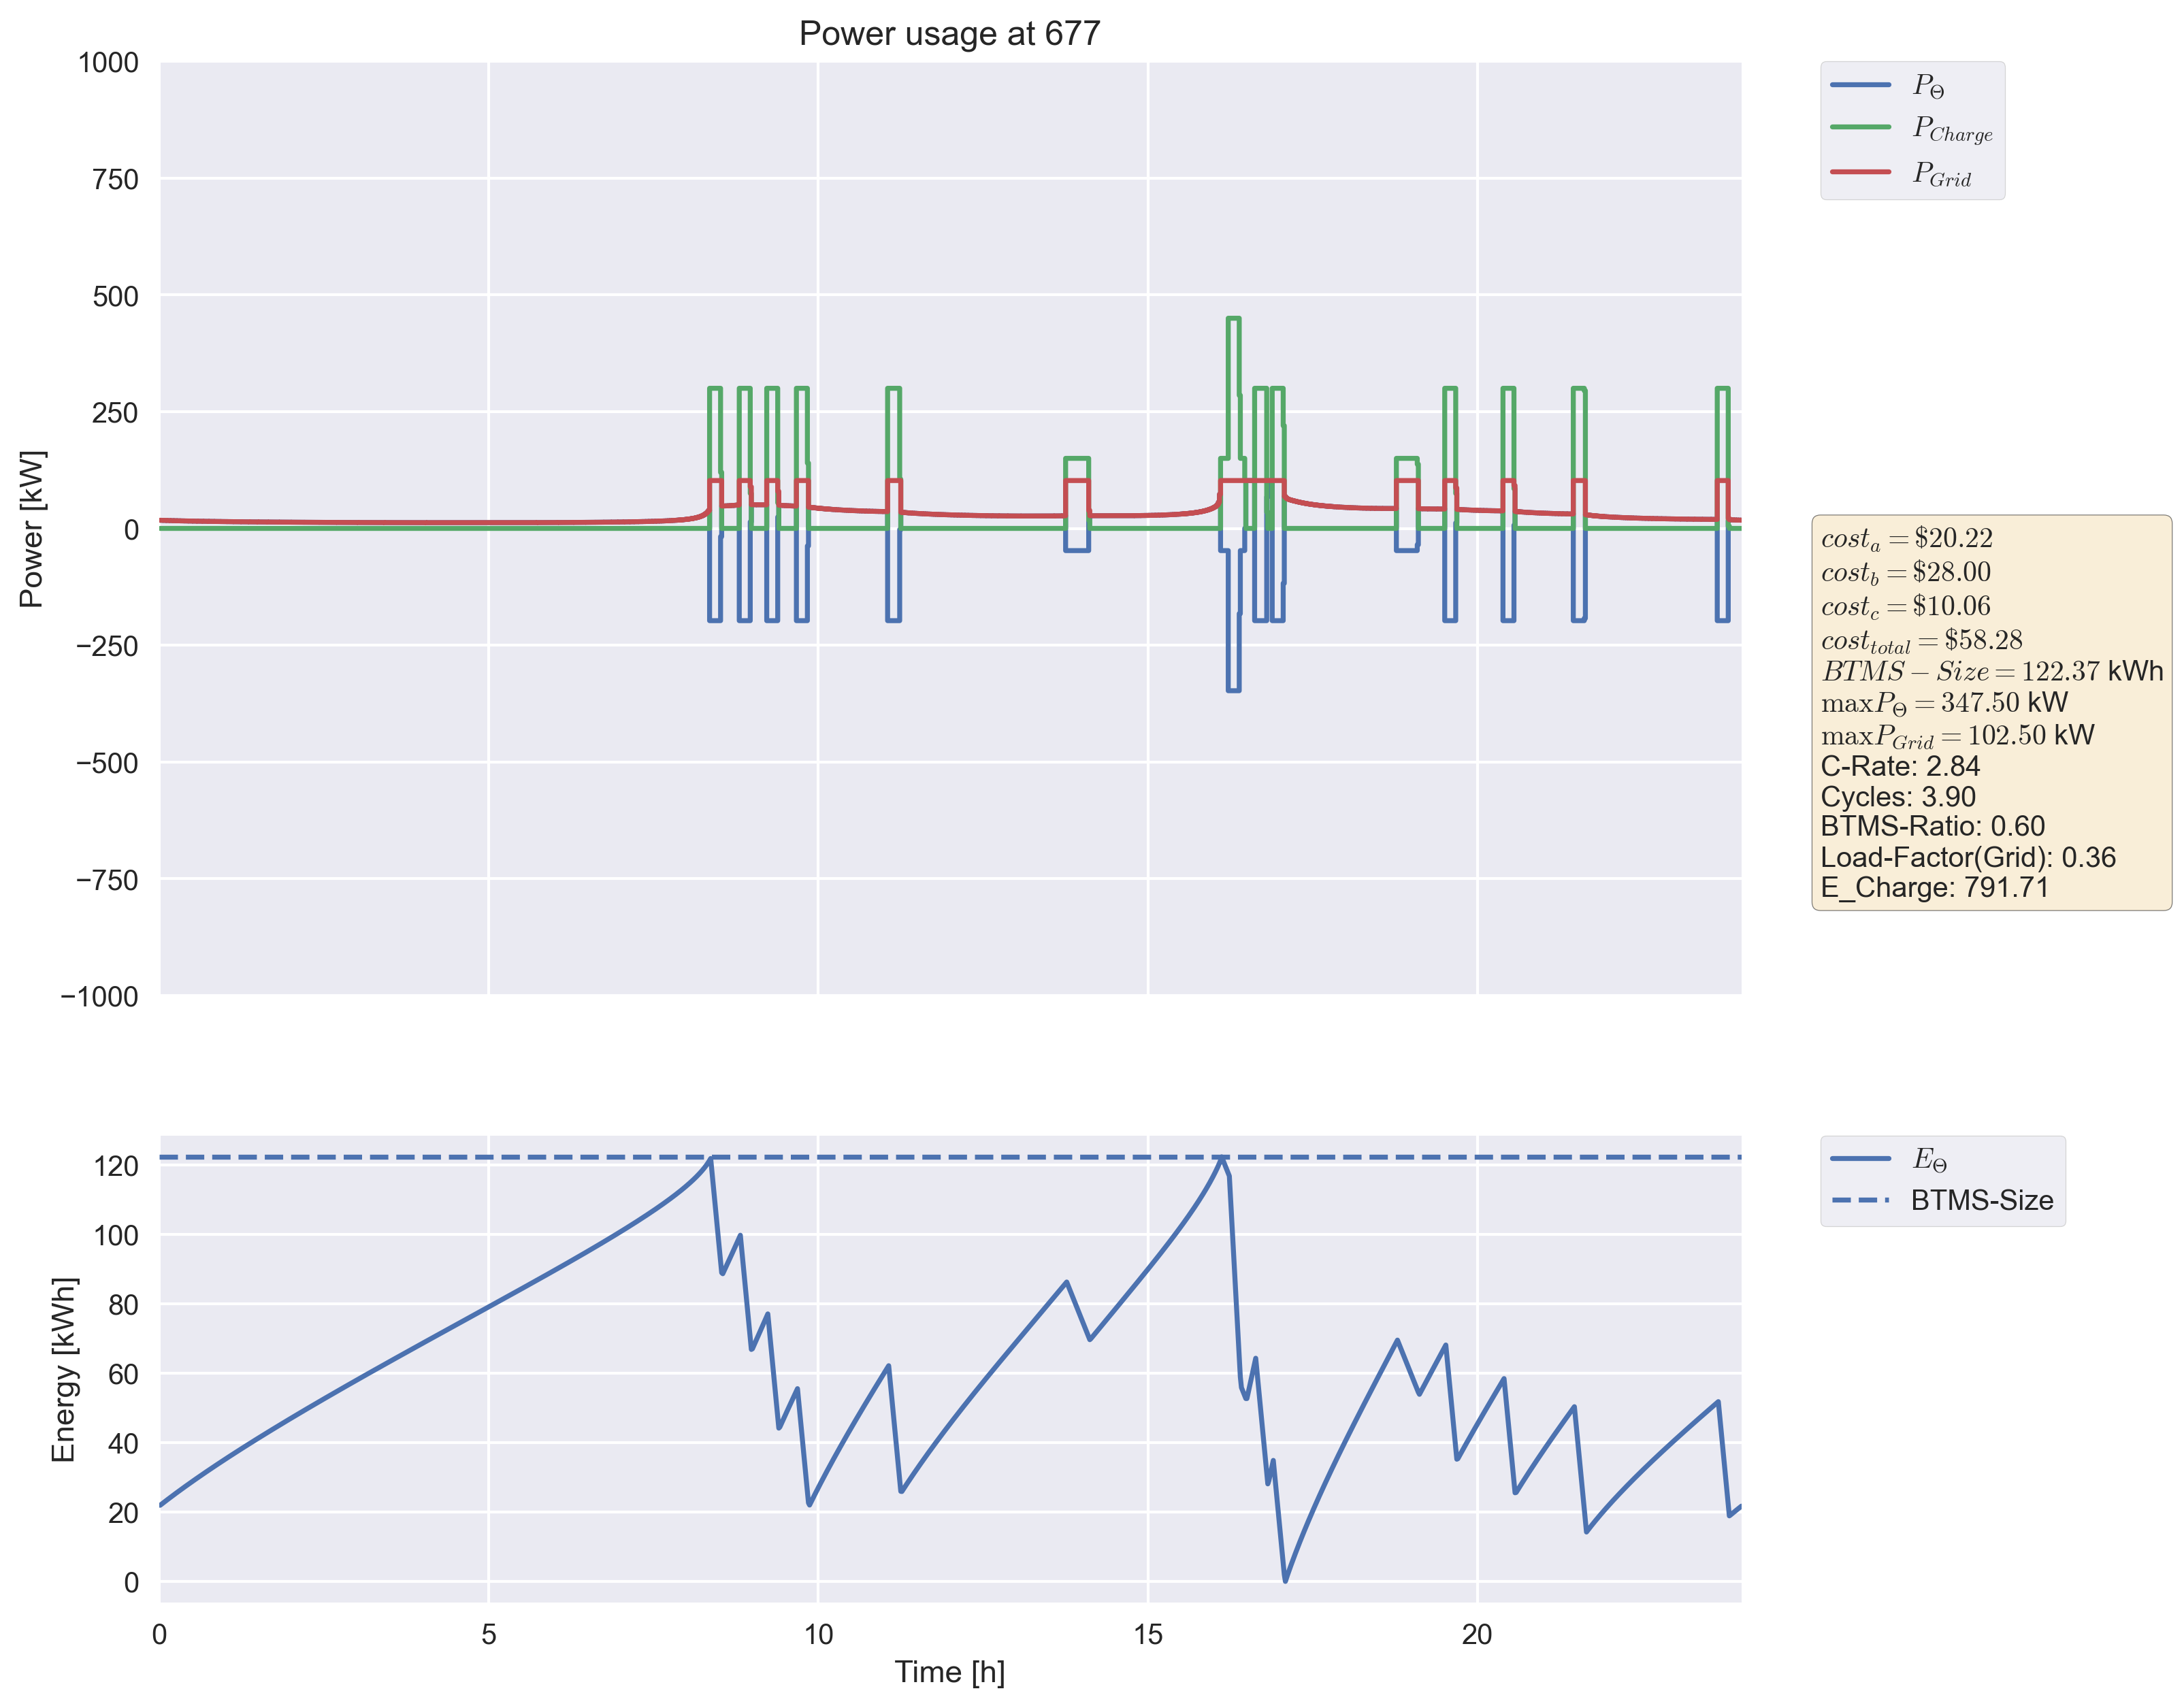 Power usage at 677
1000
750
500
250
0
−250
−500
−750
−1000
Power [kW]
P_Θ
P_Charge
P_Grid
cost_a = $20.22
cost_b = $28.00
cost_c = $10.06
cost_total = $58.28
BTMS − Size = 122.37 kWh
maxP_Θ = 347.50 kW
maxP_Grid = 102.50 kW
C-Rate: 2.84
Cycles: 3.90
BTMS-Ratio: 0.60
Load-Factor(Grid): 0.36
E_Charge: 791.71
120
100
80
60
40
20
0
Energy [kWh]
E_Θ
BTMS-Size
0 5 10 15 20
Time [h]